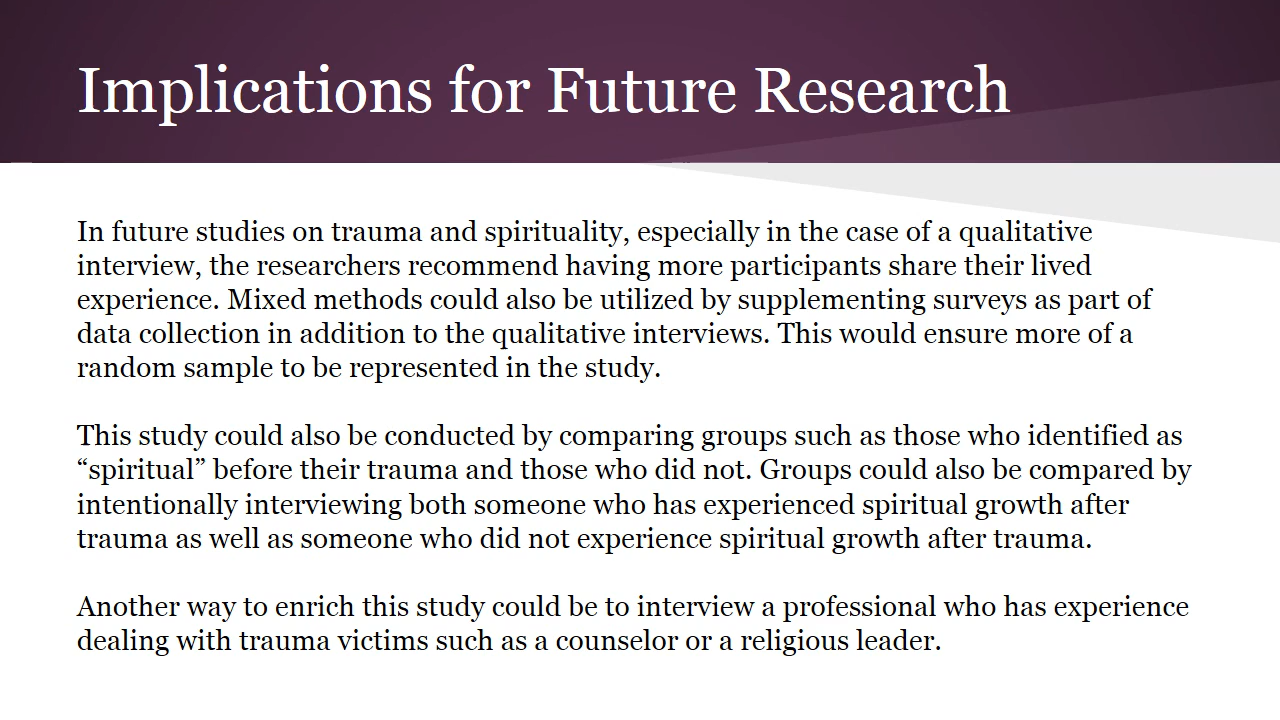 Implications for Future Research
In future studies on trauma and spirituality, especially in the case of a qualitative
interview, the researchers recommend having more participants share their lived
experience. Mixed methods could also be utilized by supplementing surveys as part of
data collection in addition to the qualitative interviews. This would ensure more of a
random sample to be represented in the study.
This study could also be conducted by comparing groups such as those who identified as
“spiritual” before their trauma and those who did not. Groups could also be compared by
intentionally interviewing both someone who has experienced spiritual growth after
trauma as well as someone who did not experience spiritual growth after trauma.
Another way to enrich this study could be to interview a professional who has experience
dealing with trauma victims such as a counselor or a religious leader.